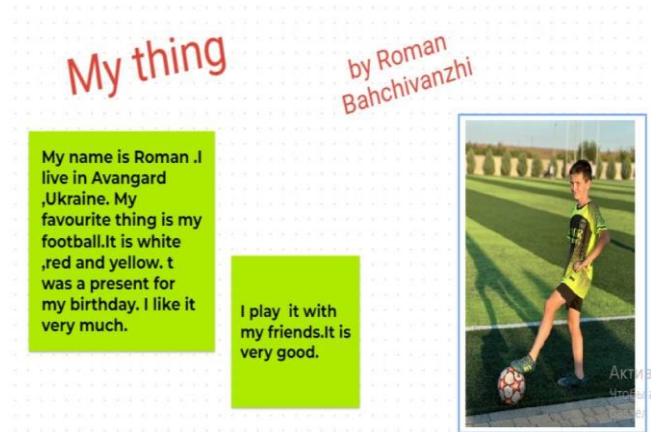 My thing
by Roman
Bahchivanzhi
My name is Roman .I
live in Avangard
,Ukraine. My
favourite thing is my
football.It is white
,red and yellow. t
was a present for
my birthday. I like it
very much.
I play  it with
my friends.It is
very good.